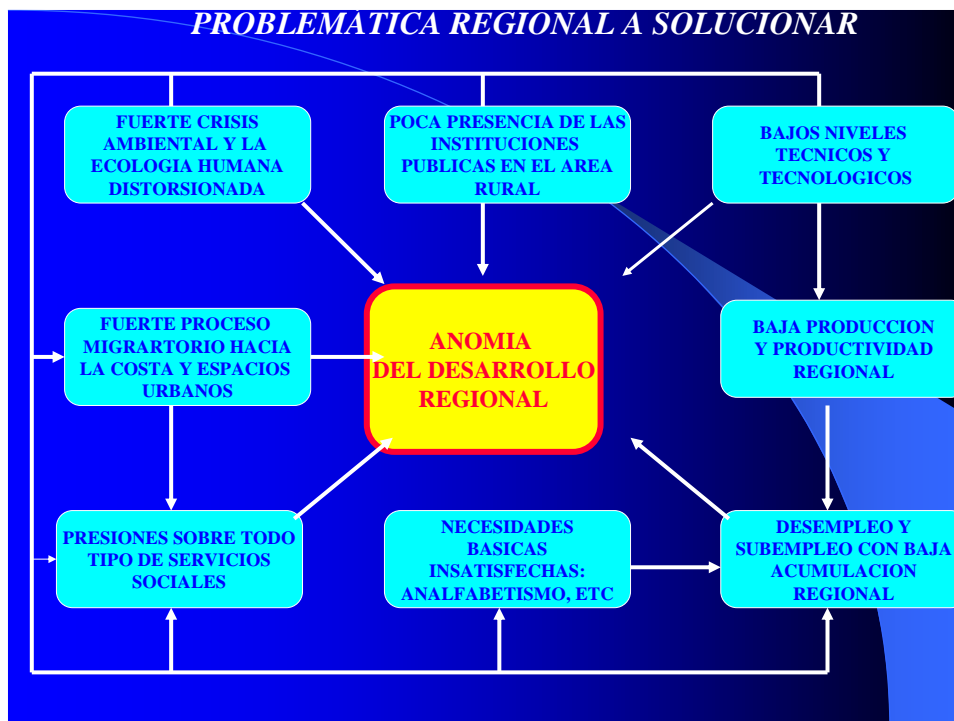 PROBLEMÁTICA REGIONAL A SOLUCIONAR
FUERTE CRISIS
AMBIENTAL Y LA
ECOLOGIA HUMANA
DISTORSIONADA
POCA PRESENCIA DE LAS
INSTITUCIONES
PUBLICAS EN EL AREA
RURAL
BAJOS NIVELES
TECNICOS Y
TECNOLOGICOS
FUERTE PROCESO
MIGRARTORIO HACIA
LA COSTA Y ESPACIOS
URBANOS
ANOMIA
DEL DESARROLLO
REGIONAL
BAJA PRODUCCION
Y PRODUCTIVIDAD
REGIONAL
PRESIONES SOBRE TODO
TIPO DE SERVICIOS
SOCIALES
NECESIDADES
BASICAS
INSATISFECHAS:
ANALFABETISMO, ETC
DESEMPLEO Y
SUBEMPLEO CON BAJA
ACUMULACION
REGIONAL